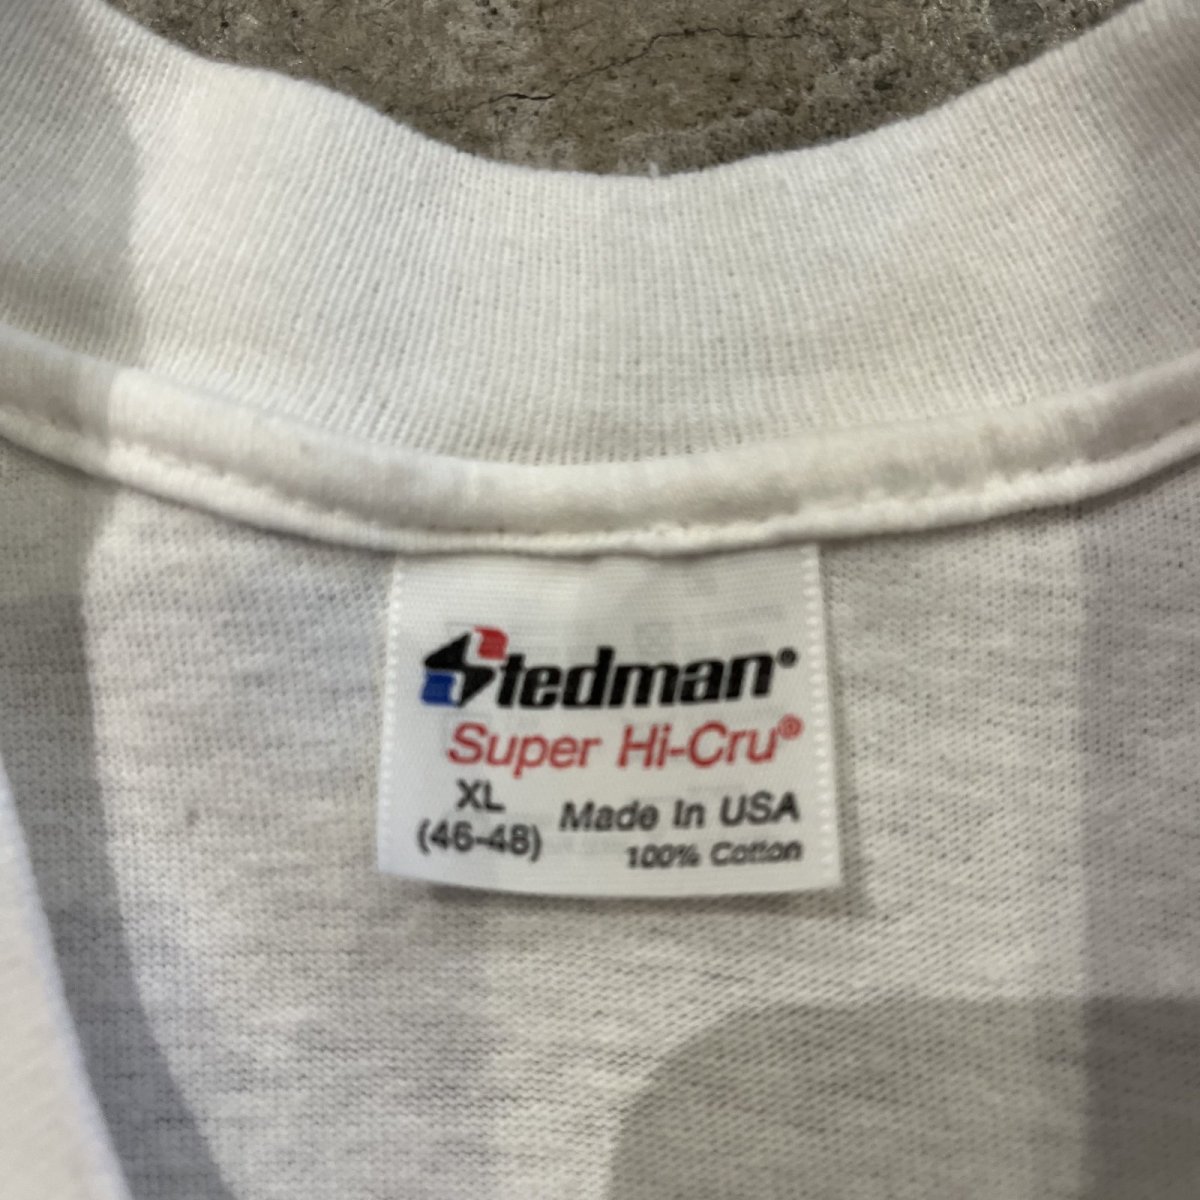 Stedman®
Super Hi-Cru®
XL
(46-48)
Made In USA
100% Cotton